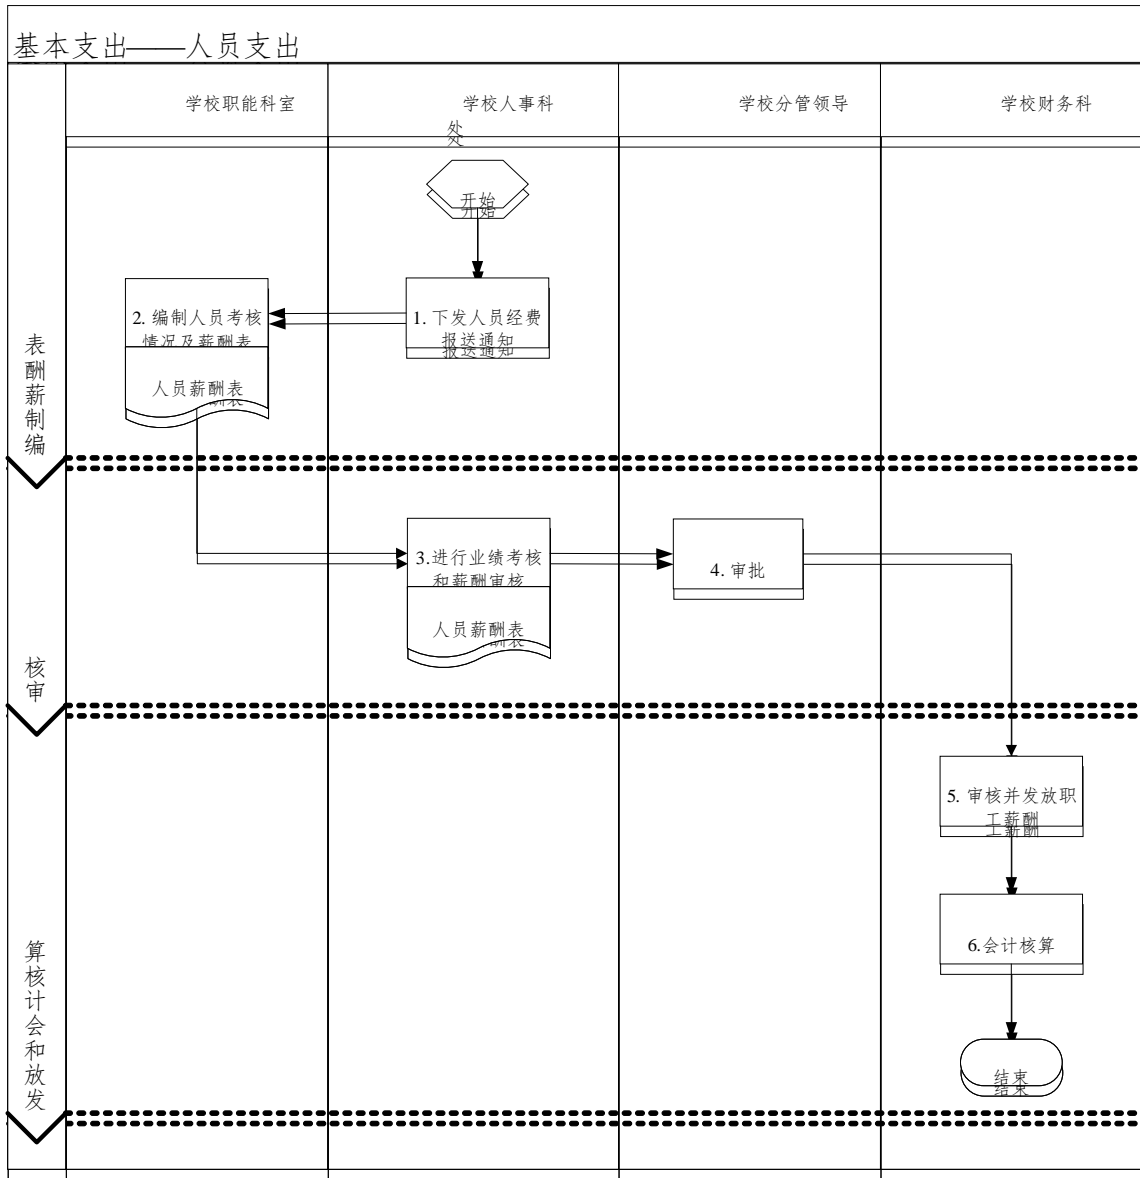 基本支出——人员支出
学校职能科室
学校人事科
处
学校分管领导
学校财务科
开始
1. 下发人员经费
报送通知
2. 编制人员考核
情况及薪酬表
人员薪酬表
表酬薪制编
3.进行业绩考核
和薪酬审核
人员薪酬表
4. 审批
核审
5. 审核并发放职
工薪酬
6.会计核算
结束
算核计会和放发